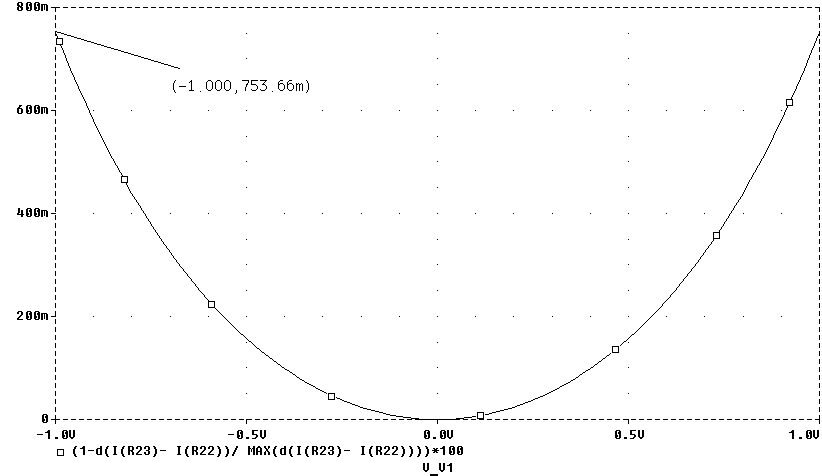 800m
(-1.000,753.66m)
600m
400m
200m
0
-1.0V -0.5V 0.0V 0.5V 1.0V
(1-d(I(R23)- I(R22))/ MAX(d(I(R23)- I(R22))))*100
V_V1